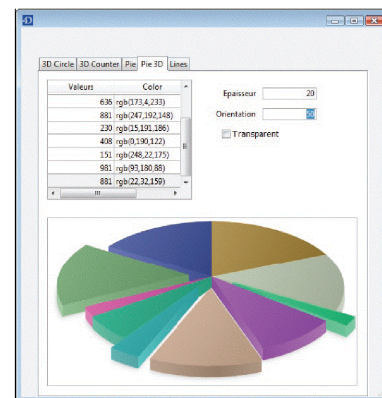 3D Circle 3D Counter Pie Pie 3D Lines
Valeurs Color
636 rgb(173,4,233)
881 rgb(247,192,148)
230 rgb(15,191,186)
408 rgb(0,190,122)
151 rgb(248,22,175)
981 rgb(93,180,88)
881 rgb(22,32,159)
Epaisseur 20
Orientation 50
Transparent